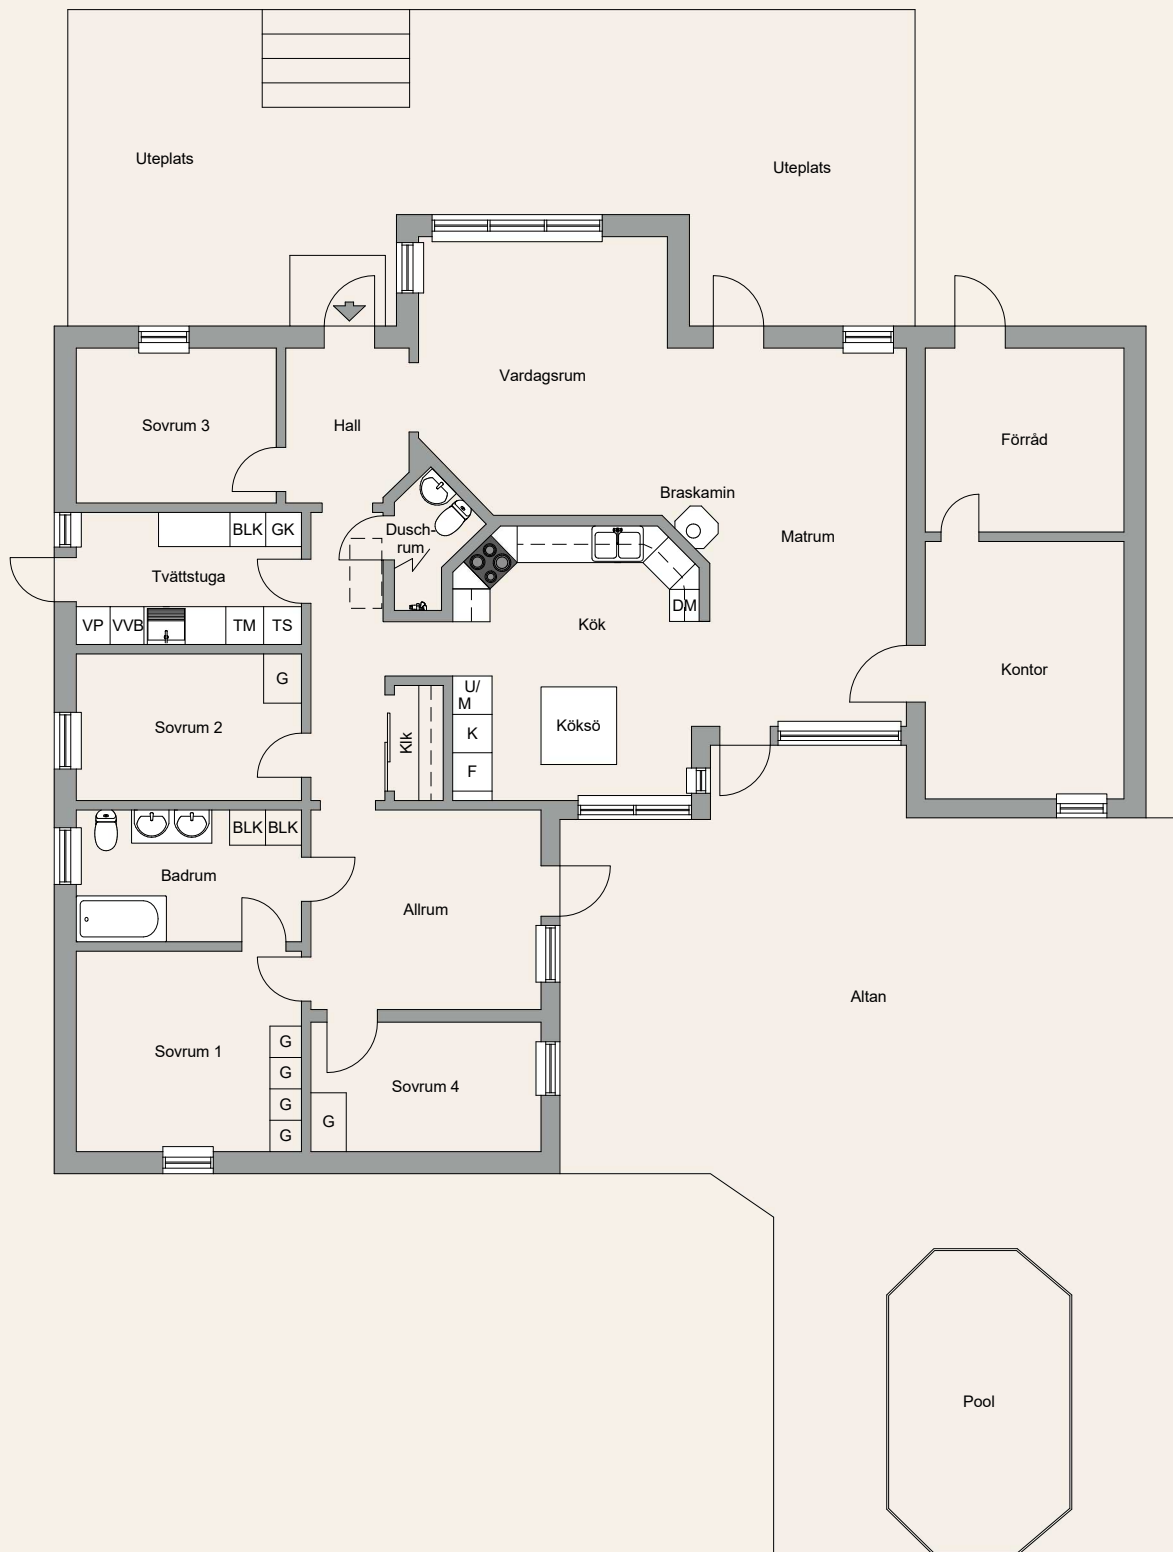 Uteplats
Uteplats
Vardagsrum
Sovrum 3
Hall
Förråd
Braskamin
BLK GK
Dusch-
rum
Matrum
Tvättstuga
DM
VP VVB TM TS
Kök
Kontor
G
U/
M
Sovrum 2
Köksö
K
Klk
F
BLK BLK
Badrum
Allrum
Altan
G
Sovrum 1
G
Sovrum 4
G
G
G
Pool